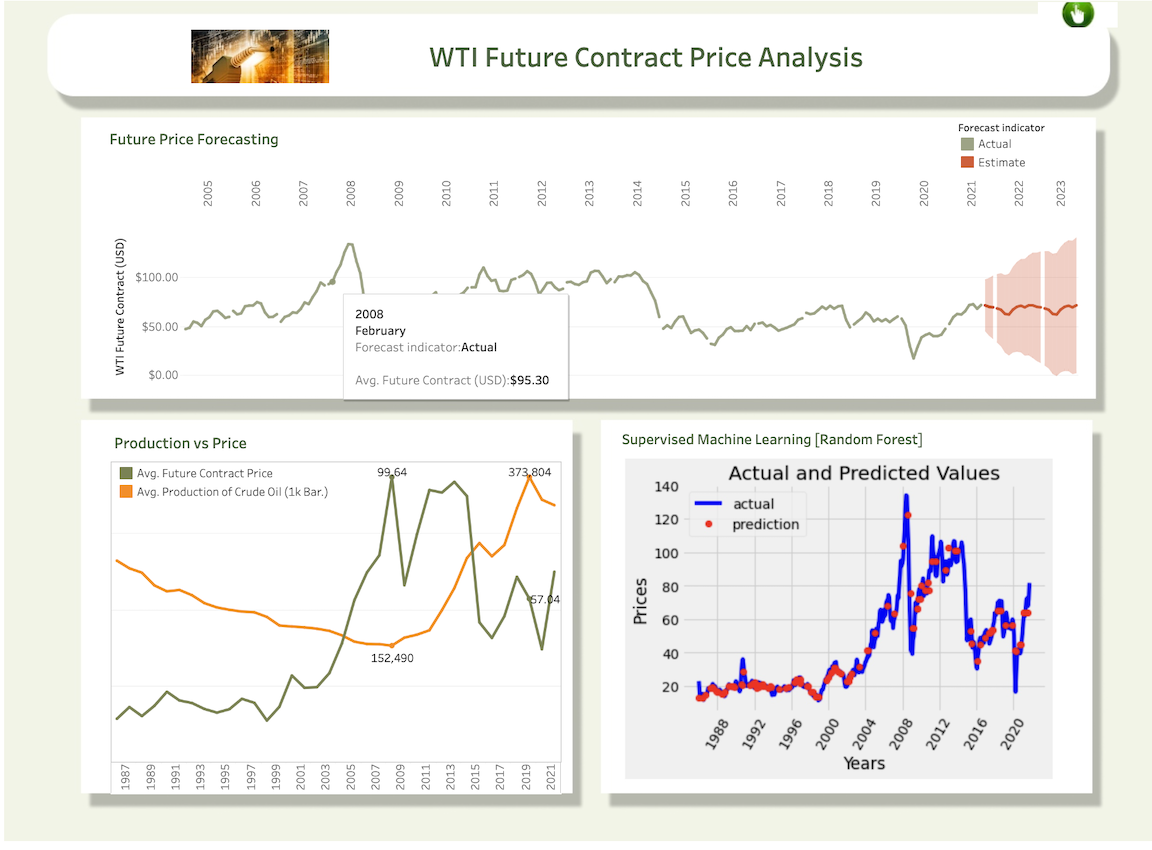 WTI Future Contract Price Analysis
Future Price Forecasting
Forecast indicator
Actual
Estimate
2005 2006 2007 2008 2009 2010 2011 2012 2013 2014 2015 2016 2017 2018 2019 2020 2021 2022 2023
WTI Future Contract (USD)
$100.00
$50.00
$0.00
2008
February
Forecast indicator:Actual
Avg. Future Contract (USD):$95.30
Production vs Price
Avg. Future Contract Price
Avg. Production of Crude Oil (1k Bar.)
99.64
373,804
57.04
152,490
1987 1989 1991 1993 1995 1997 1999 2001 2003 2005 2007 2009 2011 2013 2015 2017 2019 2021
Supervised Machine Learning [Random Forest]
Actual and Predicted Values
actual
prediction
Prices
140
120
100
80
60
40
20
1988 1992 1996 2000 2004 2008 2012 2016 2020
Years